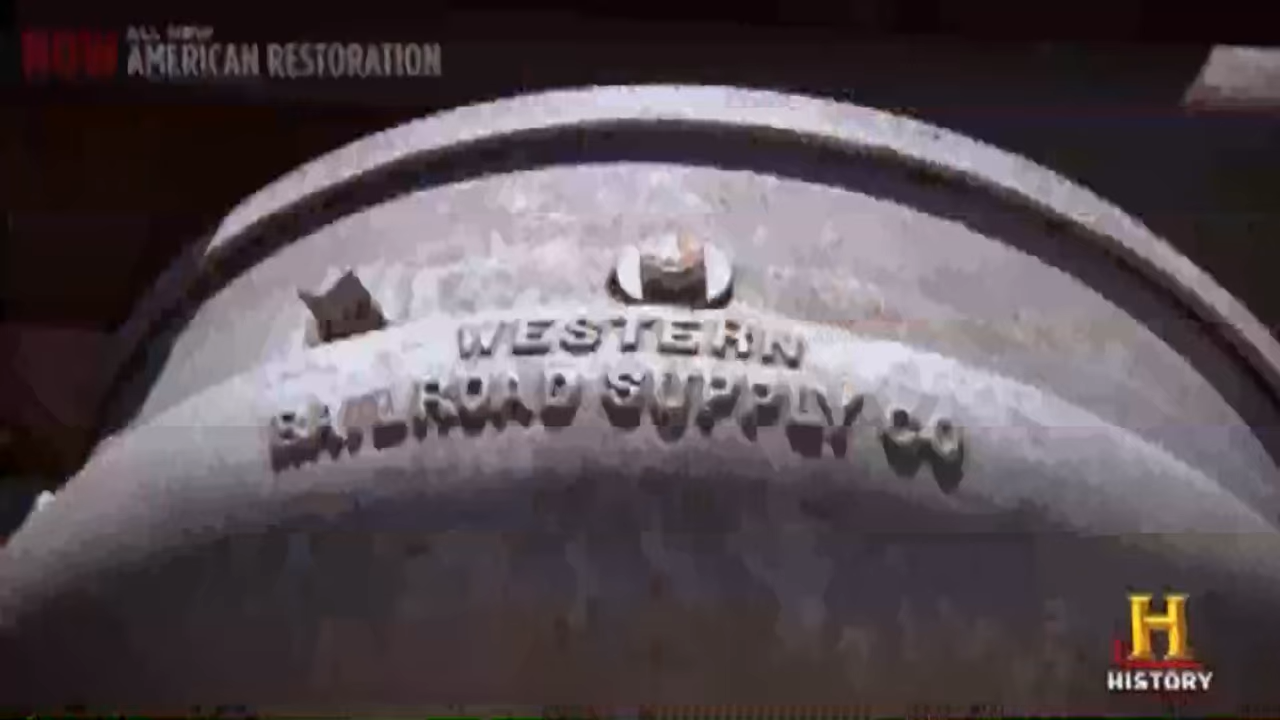 NOW ALL NEW
AMERICAN RESTORATION
WESTERN
RAILROAD SUPPLY CO
H
HISTORY